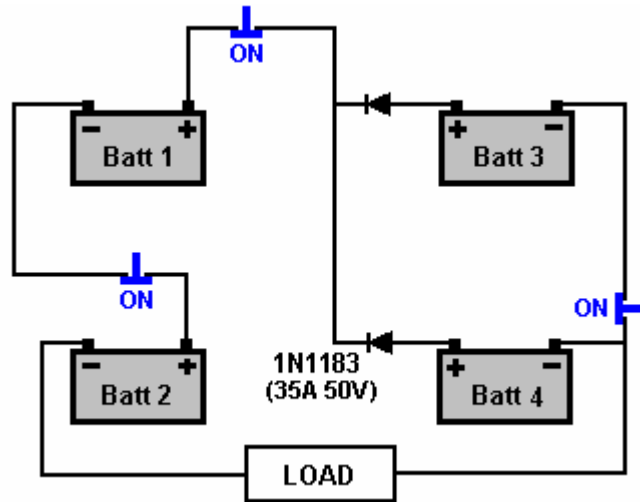 ON
− +
Batt 1
+ −
Batt 3
ON
ON
− +
Batt 2
1N1183
(35A 50V)
+ −
Batt 4
LOAD